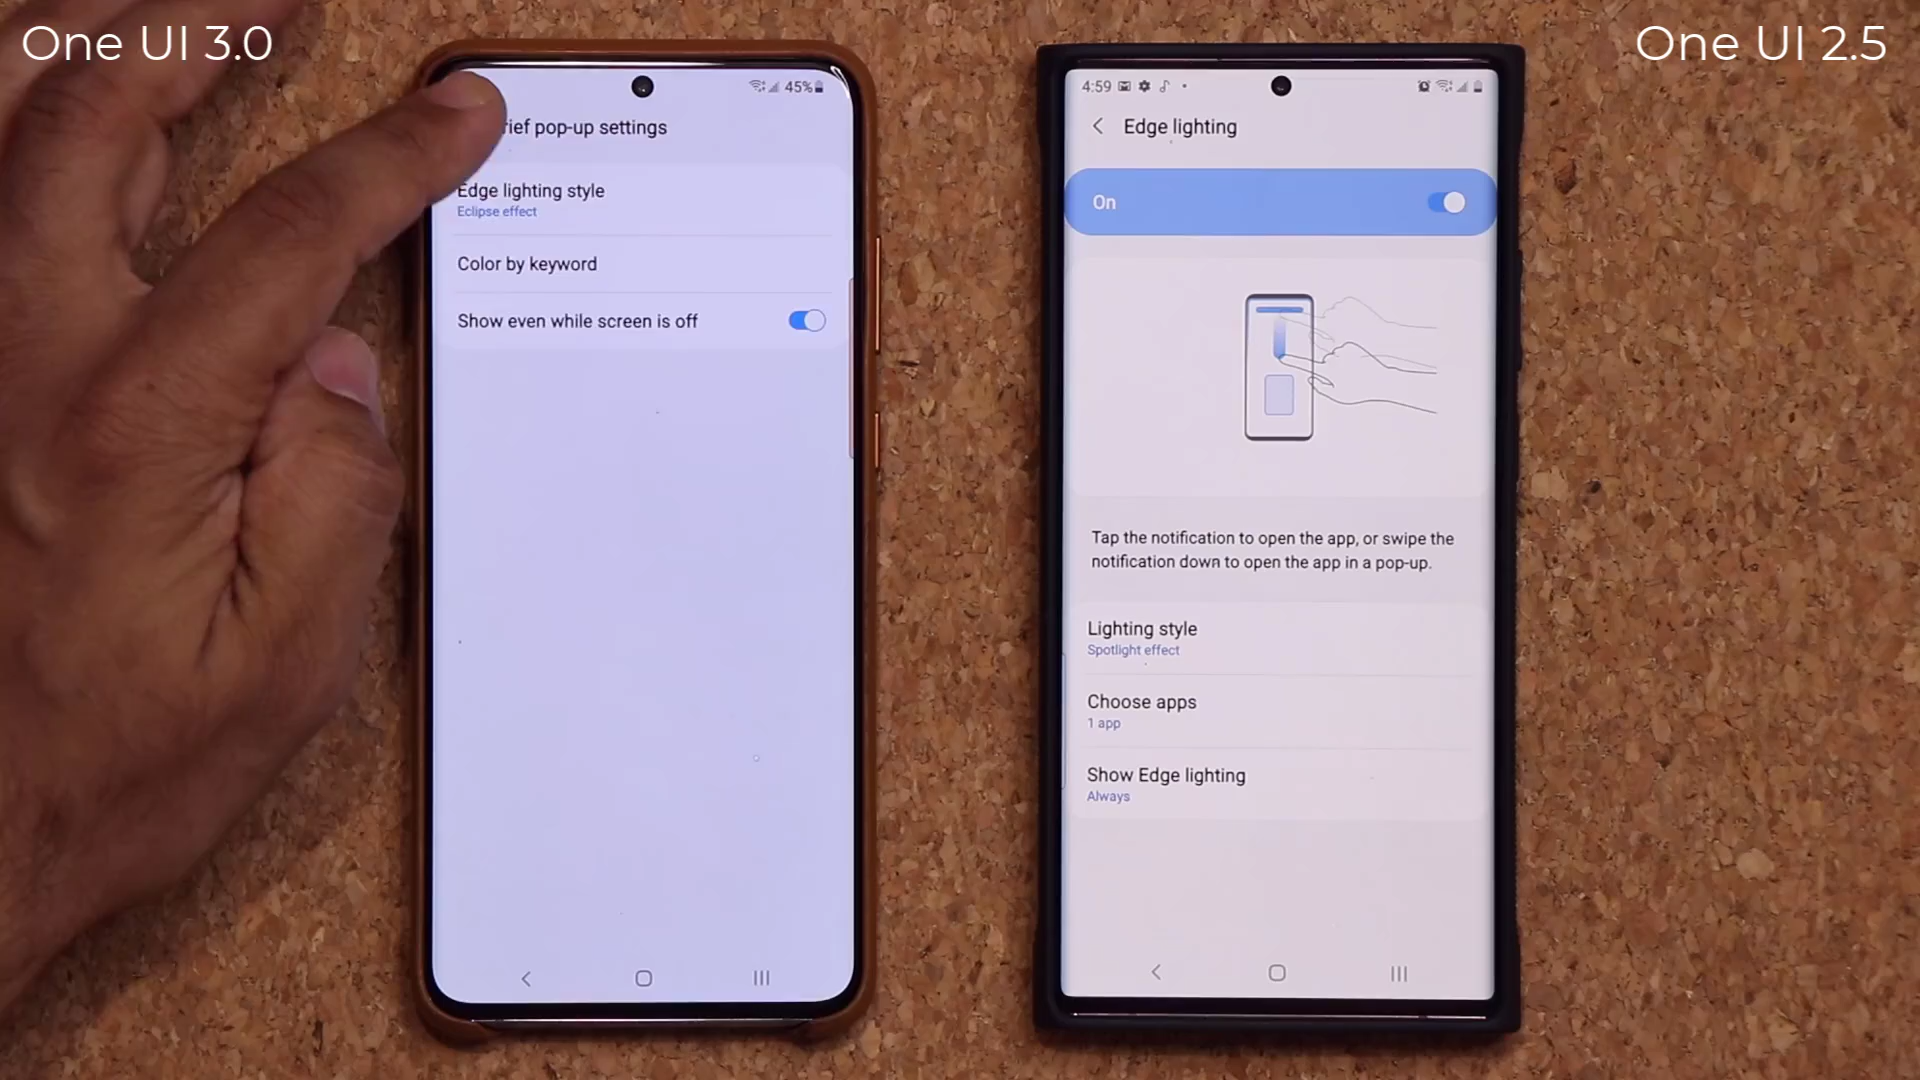 One UI 3.0
One UI 2.5
45%
rief pop-up settings
Edge lighting style
Eclipse effect
Color by keyword
Show even while screen is off
4:59
Edge lighting
On
Tap the notification to open the app, or swipe the
notification down to open the app in a pop-up.
Lighting style
Spotlight effect
Choose apps
1 app
Show Edge lighting
Always